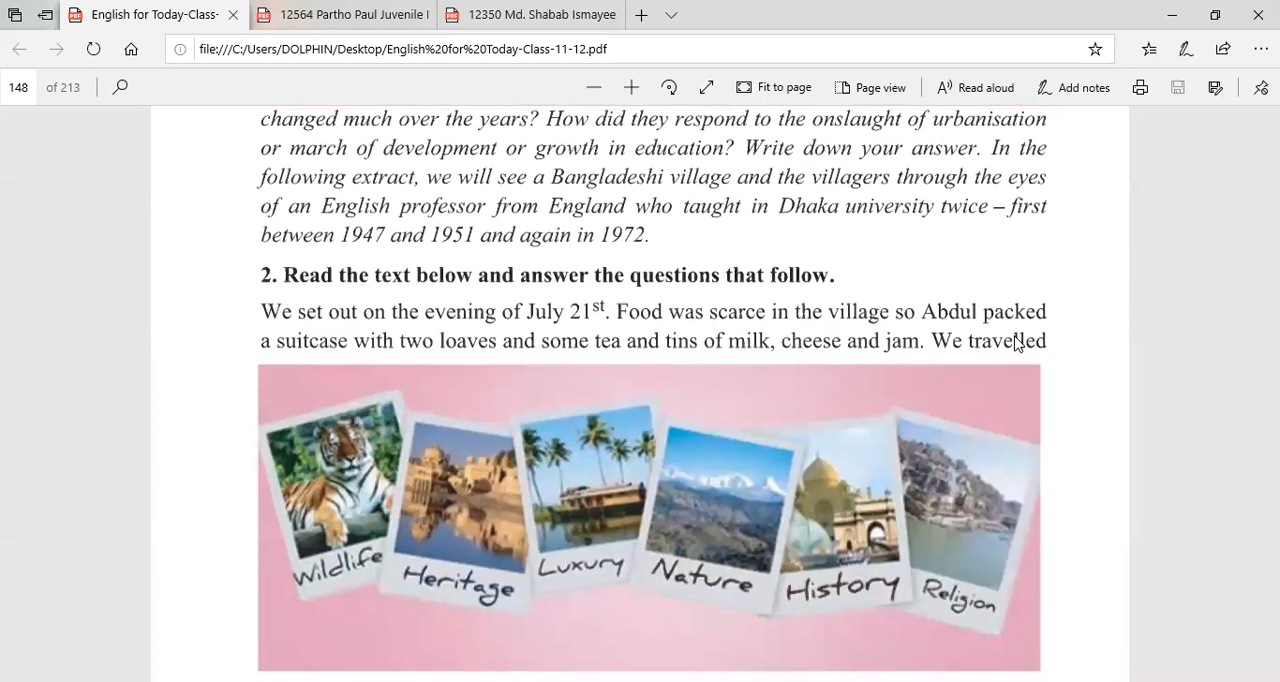 English for Today-Class-
12564 Partho Paul Juvenile I
12350 Md. Shabab Ismayee
file:///C:/Users/DOLPHIN/Desktop/English%20for%20Today-Class-11-12.pdf
148 of 213
Fit to page
Page view
Read aloud
Add notes
changed much over the years? How did they respond to the onslaught of urbanisation
or march of development or growth in education? Write down your answer. In the
following extract, we will see a Bangladeshi village and the villagers through the eyes
of an English professor from England who taught in Dhaka university twice – first
between 1947 and 1951 and again in 1972.
2. Read the text below and answer the questions that follow.
We set out on the evening of July 21st. Food was scarce in the village so Abdul packed
a suitcase with two loaves and some tea and tins of milk, cheese and jam. We travelled
Wildlife
Heritage
Luxury
Nature
History
Religion